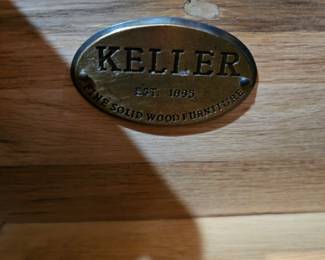 KELLER
EST. 1895
FINE SOLID WOOD FURNITURE